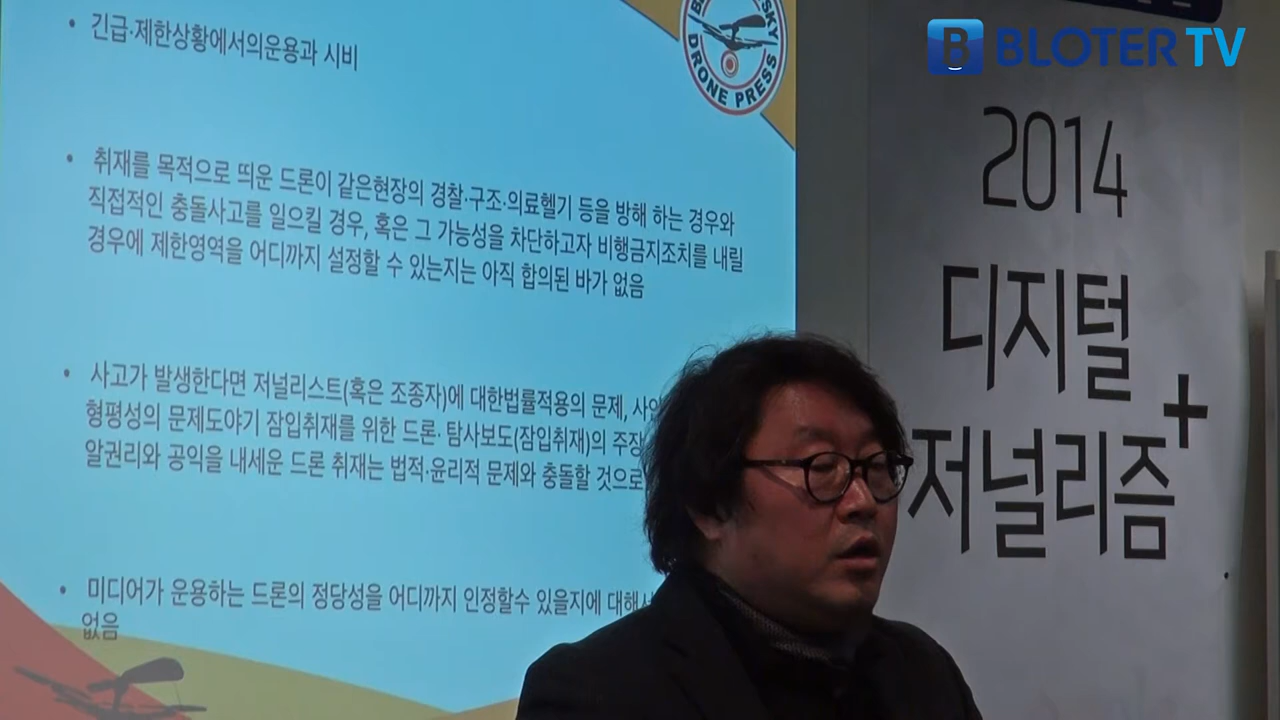 • 긴급·제한상황에서의운용과 시비
• 취재를 목적으로 띄운 드론이 같은현장의 경찰·구조·의료헬기 등을 방해 하는 경우와
직접적인 충돌사고를 일으킬 경우, 혹은 그 가능성을 차단하고자 비행금지조치를 내릴
경우에 제한영역을 어디까지 설정할 수 있는지는 아직 합의된 바가 없음
• 사고가 발생한다면 저널리스트(혹은 조종자)에 대한법률적용의 문제,
형평성의 문제도야기 잠입취재를 위한 드론· 탐사보도(잠입취재)의 주장
알권리와 공익을 내세운 드론 취재는 법적·윤리적 문제와 충돌할 것으로
• 미디어가 운용하는 드론의 정당성을 어디까지 인정할수 있을지에 대해서
없음
SKY
DRONE PRESS
B BLOTER TV
2014
디지털
+
저널리즘